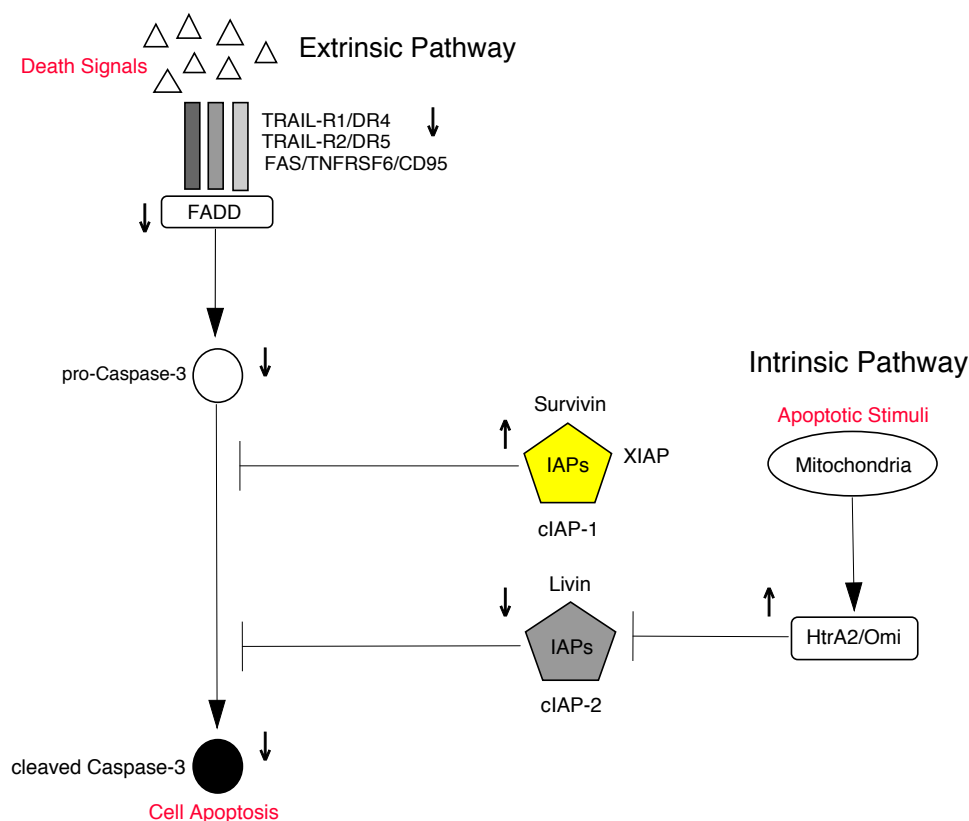 Extrinsic Pathway
Death Signals
TRAIL-R1/DR4
TRAIL-R2/DR5
FAS/TNFRSF6/CD95
FADD
pro-Caspase-3
Intrinsic Pathway
Apoptotic Stimuli
Mitochondria
Survivin
XIAP
IAPs
cIAP-1
Livin
IAPs
HtrA2/Omi
cIAP-2
cleaved Caspase-3
Cell Apoptosis